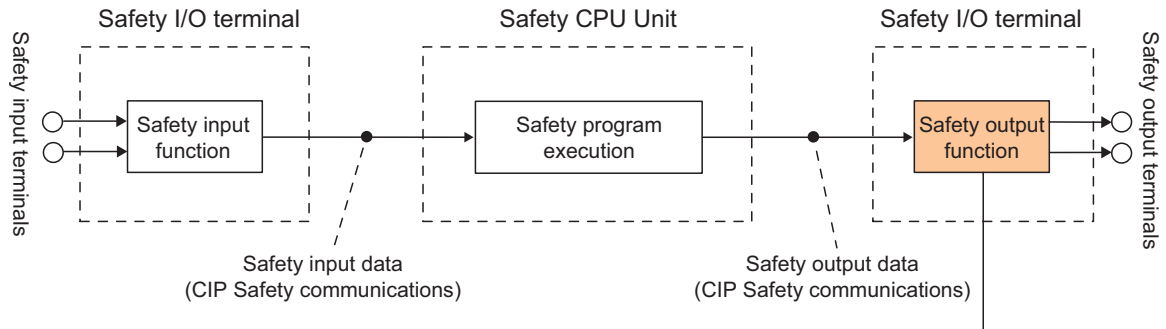 Safety I/O terminal
Safety CPU Unit
Safety I/O terminal
Safety input terminals
Safety input
function
Safety program
execution
Safety output
function
Safety output terminals
Safety input data
(CIP Safety communications)
Safety output data
(CIP Safety communications)